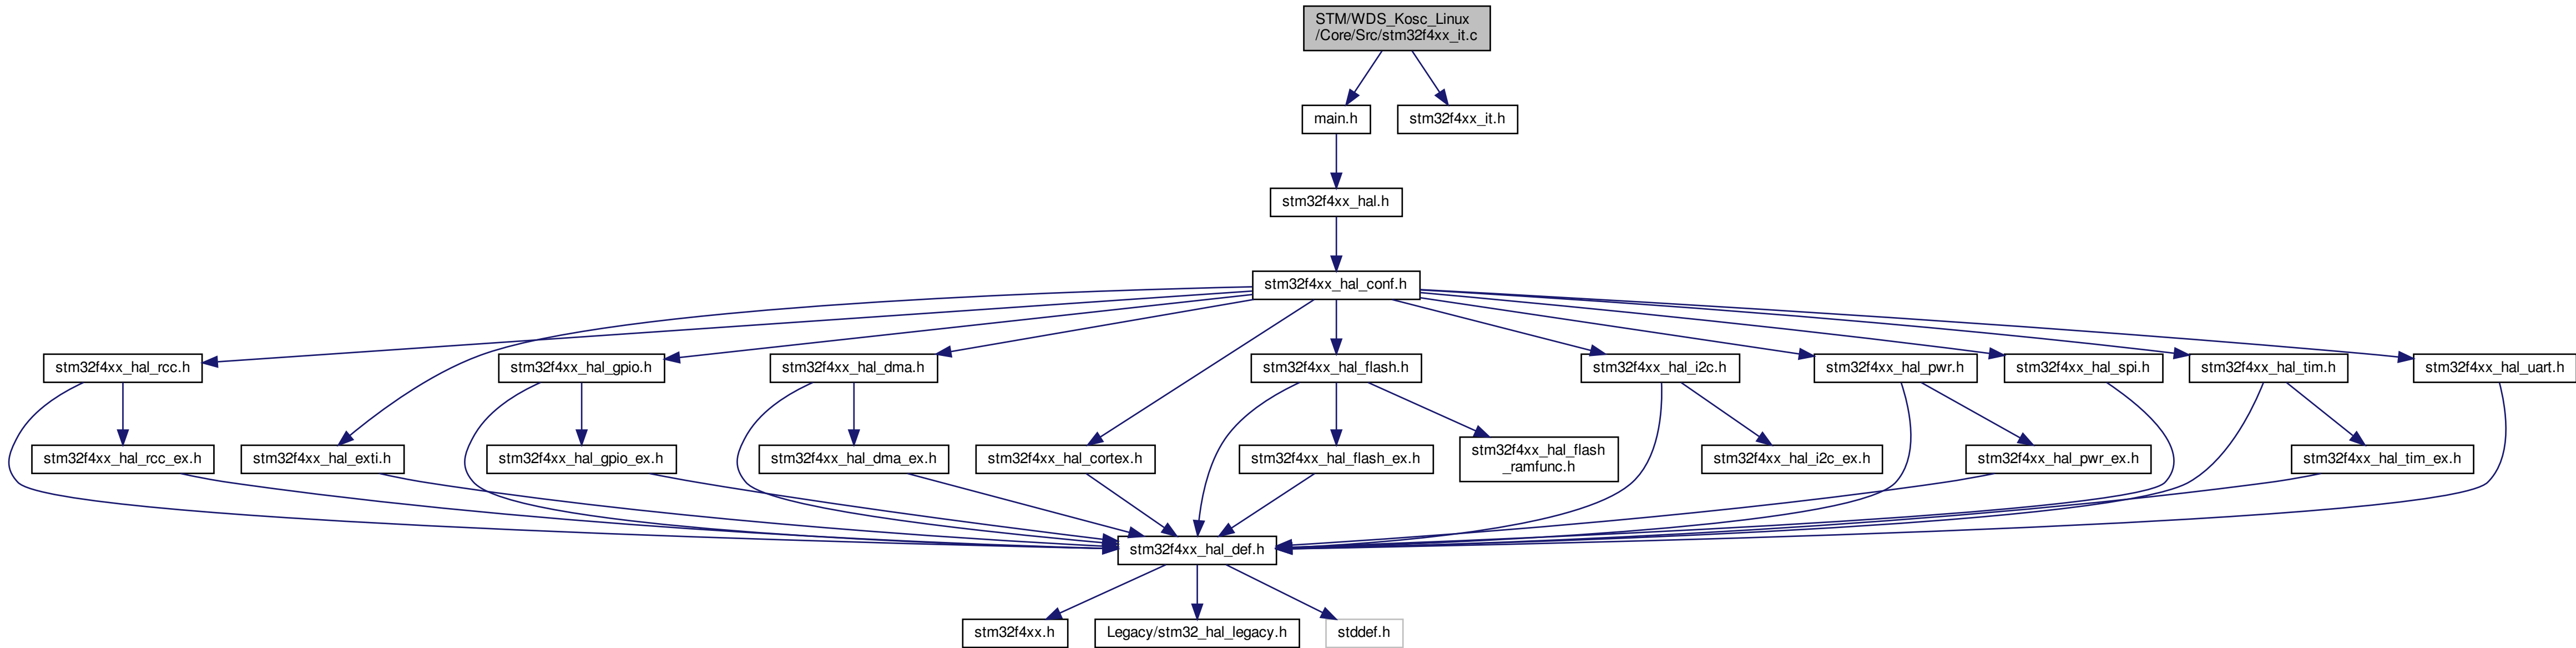 STM/WDS_Kosc_Linux
/Core/Src/stm32f4xx_it.c
main.h
stm32f4xx_it.h
stm32f4xx_hal.h
stm32f4xx_hal_conf.h
stm32f4xx_hal_rcc.h
stm32f4xx_hal_gpio.h
stm32f4xx_hal_dma.h
stm32f4xx_hal_flash.h
stm32f4xx_hal_i2c.h
stm32f4xx_hal_pwr.h
stm32f4xx_hal_spi.h
stm32f4xx_hal_tim.h
stm32f4xx_hal_uart.h
stm32f4xx_hal_rcc_ex.h
stm32f4xx_hal_exti.h
stm32f4xx_hal_gpio_ex.h
stm32f4xx_hal_dma_ex.h
stm32f4xx_hal_cortex.h
stm32f4xx_hal_flash_ex.h
stm32f4xx_hal_flash
_ramfunc.h
stm32f4xx_hal_i2c_ex.h
stm32f4xx_hal_pwr_ex.h
stm32f4xx_hal_tim_ex.h
stm32f4xx_hal_def.h
stm32f4xx.h
Legacy/stm32_hal_legacy.h
stddef.h